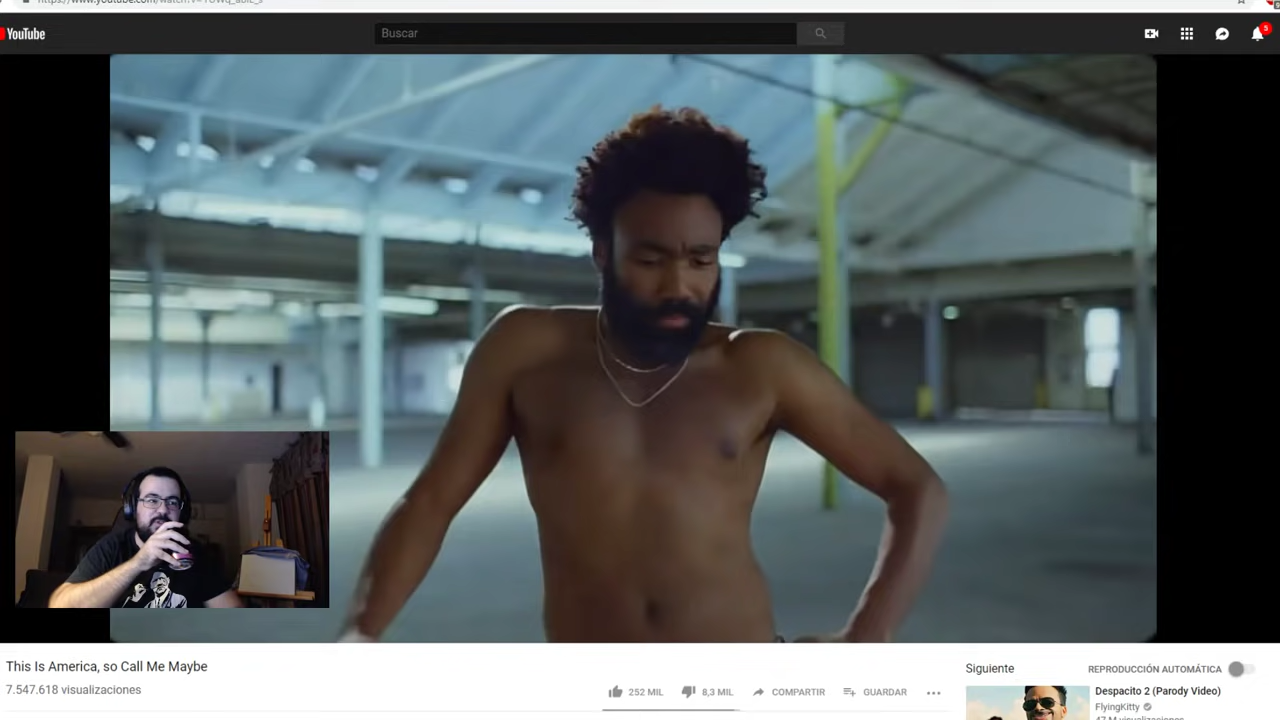 YouTube
Buscar
5
This Is America, so Call Me Maybe
7.547.618 visualizaciones
252 MIL
8,3 MIL
COMPARTIR
GUARDAR
Siguiente
REPRODUCCIÓN AUTOMÁTICA
Despacito 2 (Parody Video)
FlyingKitty